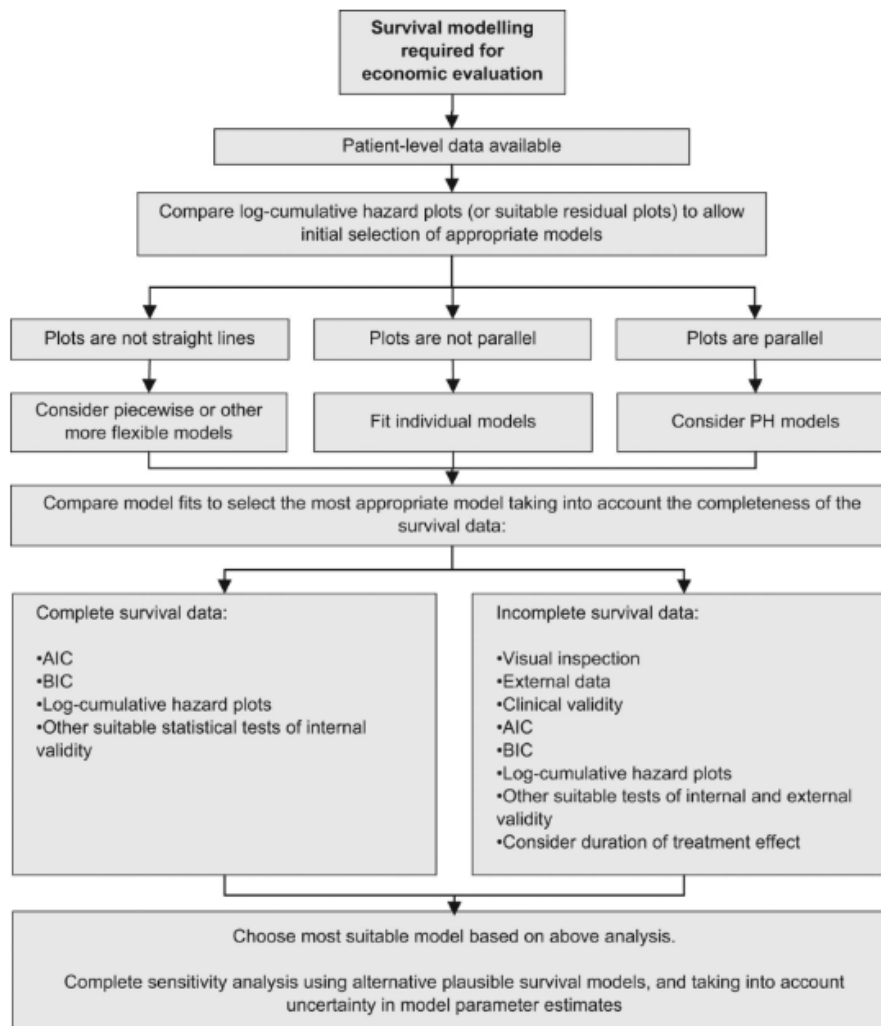 Survival modelling
required for
economic evaluation
Patient-level data available
Compare log-cumulative hazard plots (or suitable residual plots) to allow
initial selection of appropriate models
Plots are not straight lines
Plots are not parallel
Plots are parallel
Consider piecewise or other
more flexible models
Fit individual models
Consider PH models
Compare model fits to select the most appropriate model taking into account the completeness of the
survival data:
Complete survival data:
•AIC
•BIC
•Log-cumulative hazard plots
•Other suitable statistical tests of internal
validity
Incomplete survival data:
•Visual inspection
•External data
•Clinical validity
•AIC
•BIC
•Log-cumulative hazard plots
•Other suitable tests of internal and external
validity
•Consider duration of treatment effect
Choose most suitable model based on above analysis.
Complete sensitivity analysis using alternative plausible survival models, and taking into account
uncertainty in model parameter estimates